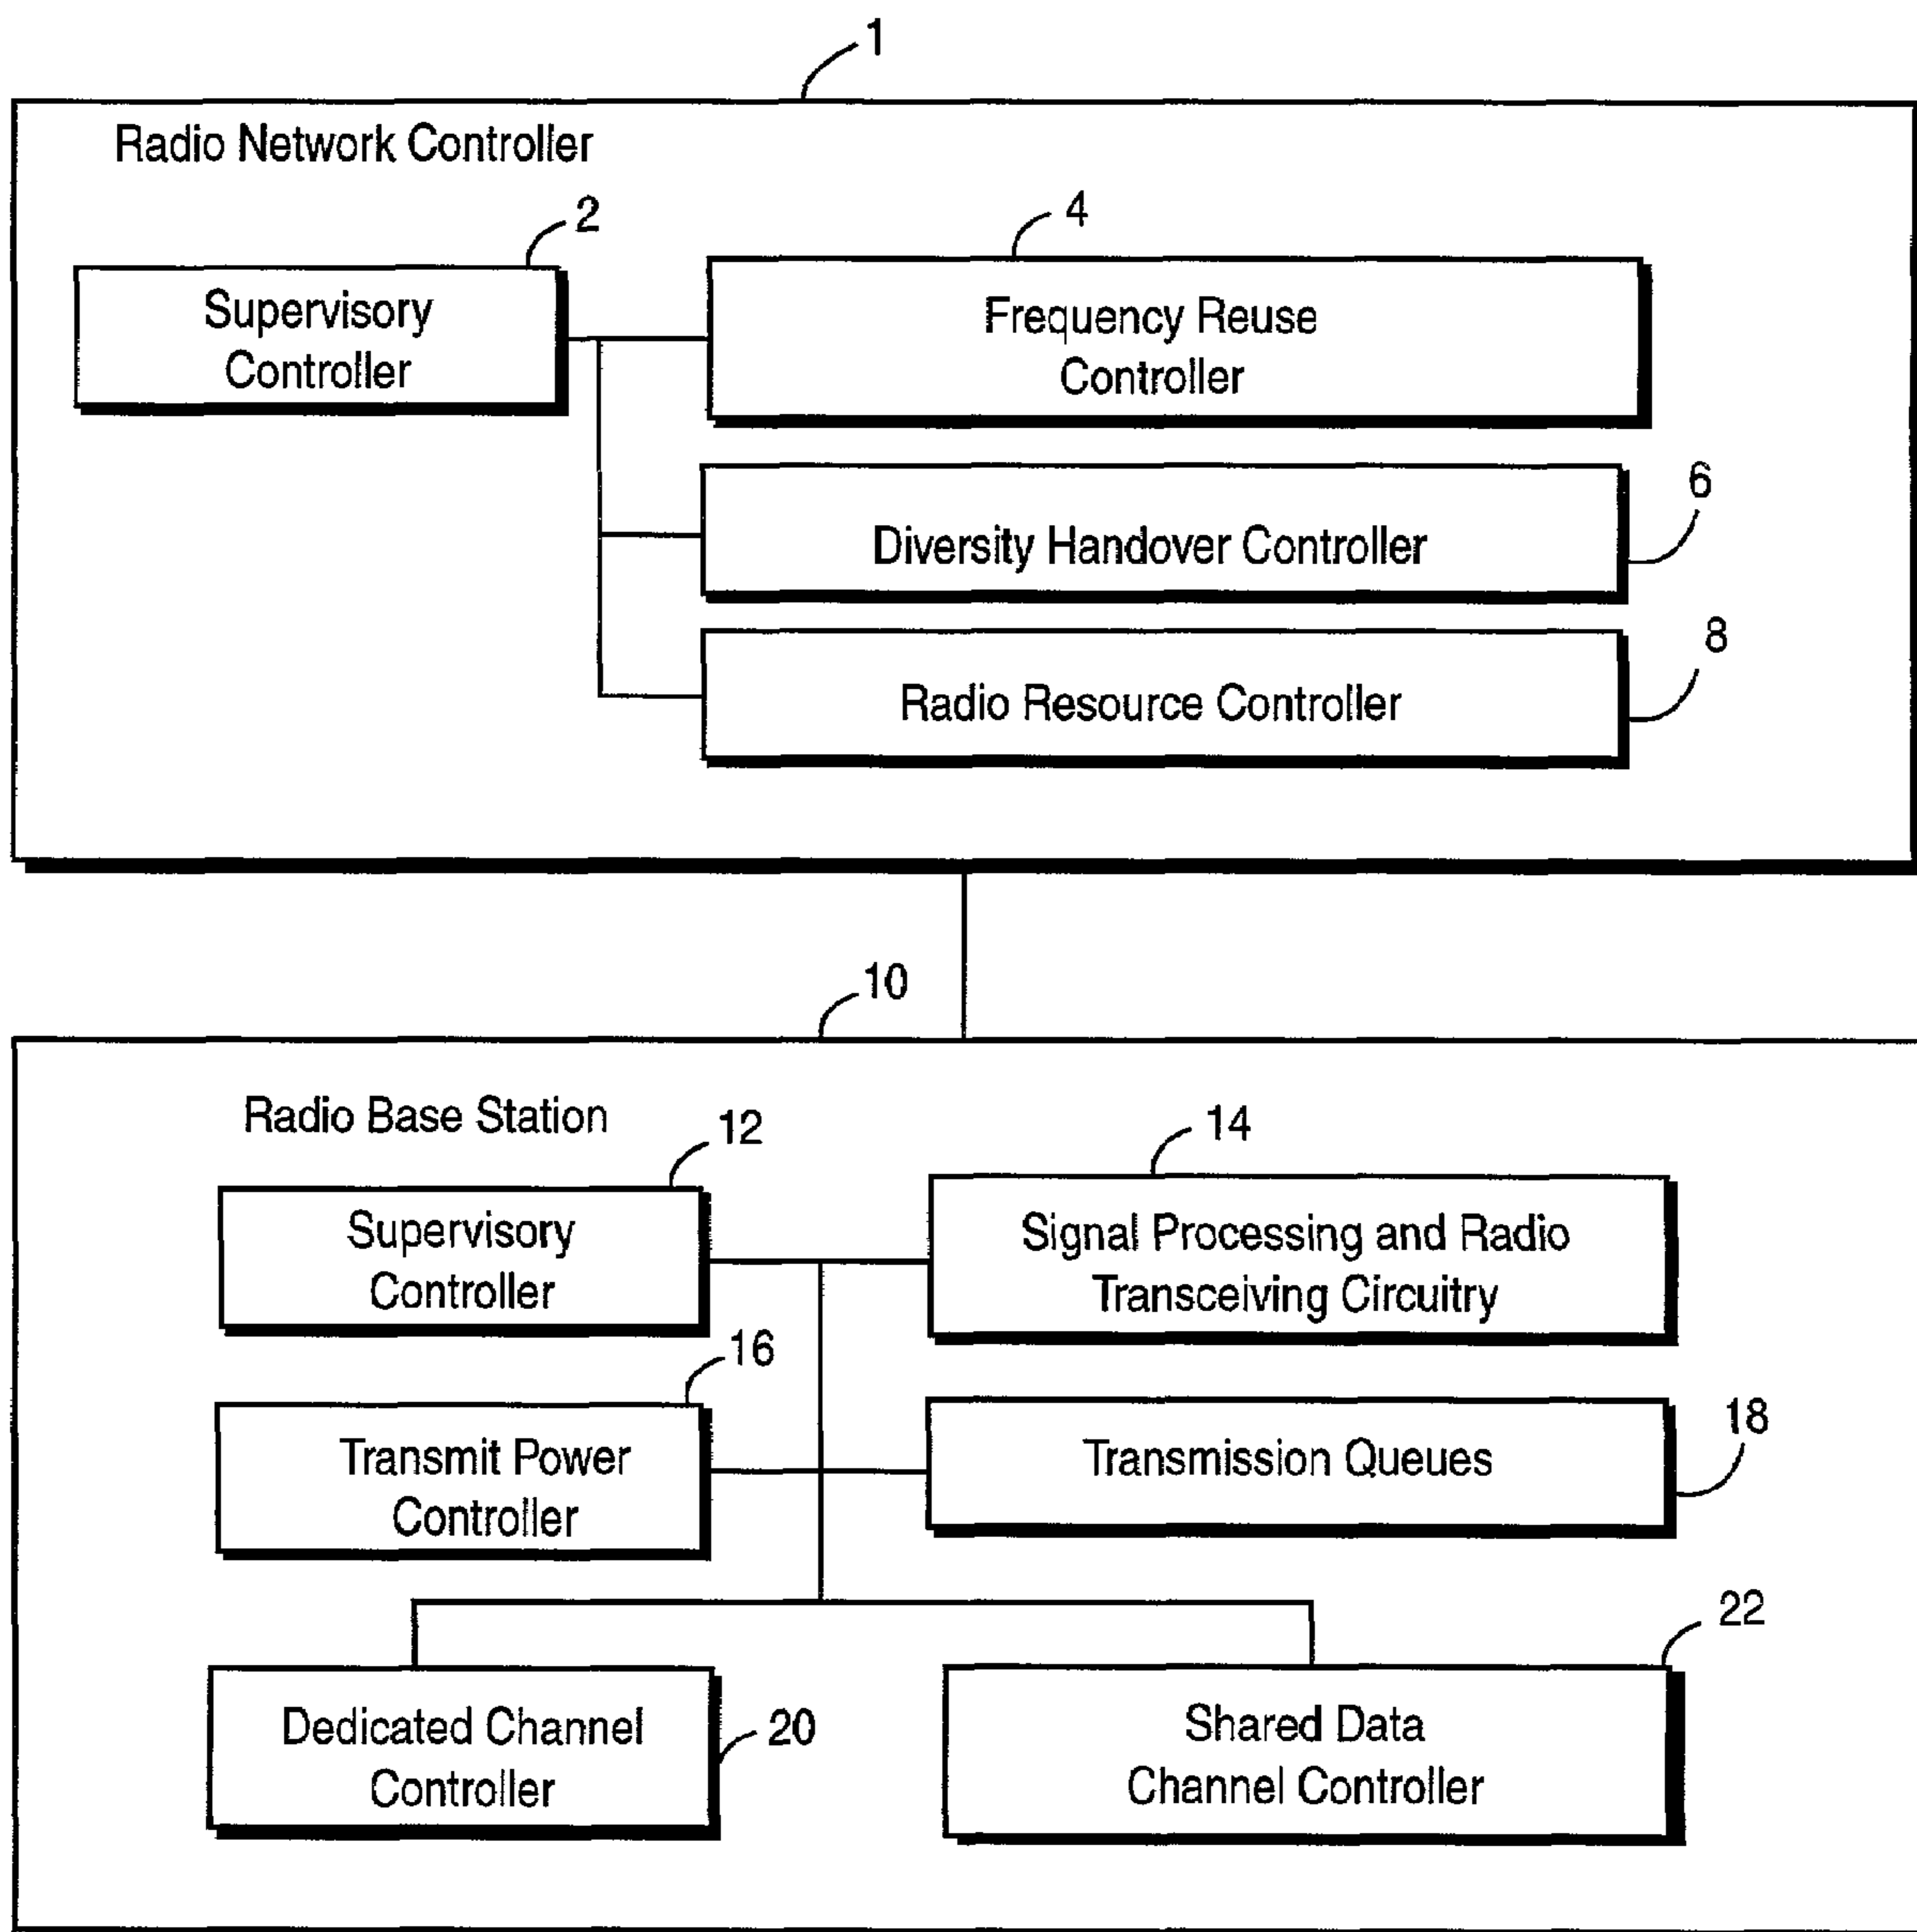 1
Radio Network Controller
2
4
Supervisory
Controller
Frequency Reuse
Controller
6
Diversity Handover Controller
8
Radio Resource Controller
10
Radio Base Station
12
14
Supervisory
Controller
Signal Processing and Radio
Transceiving Circuitry
16
18
Transmit Power
Controller
Transmission Queues
22
Dedicated Channel
Controller
20
Shared Data
Channel Controller